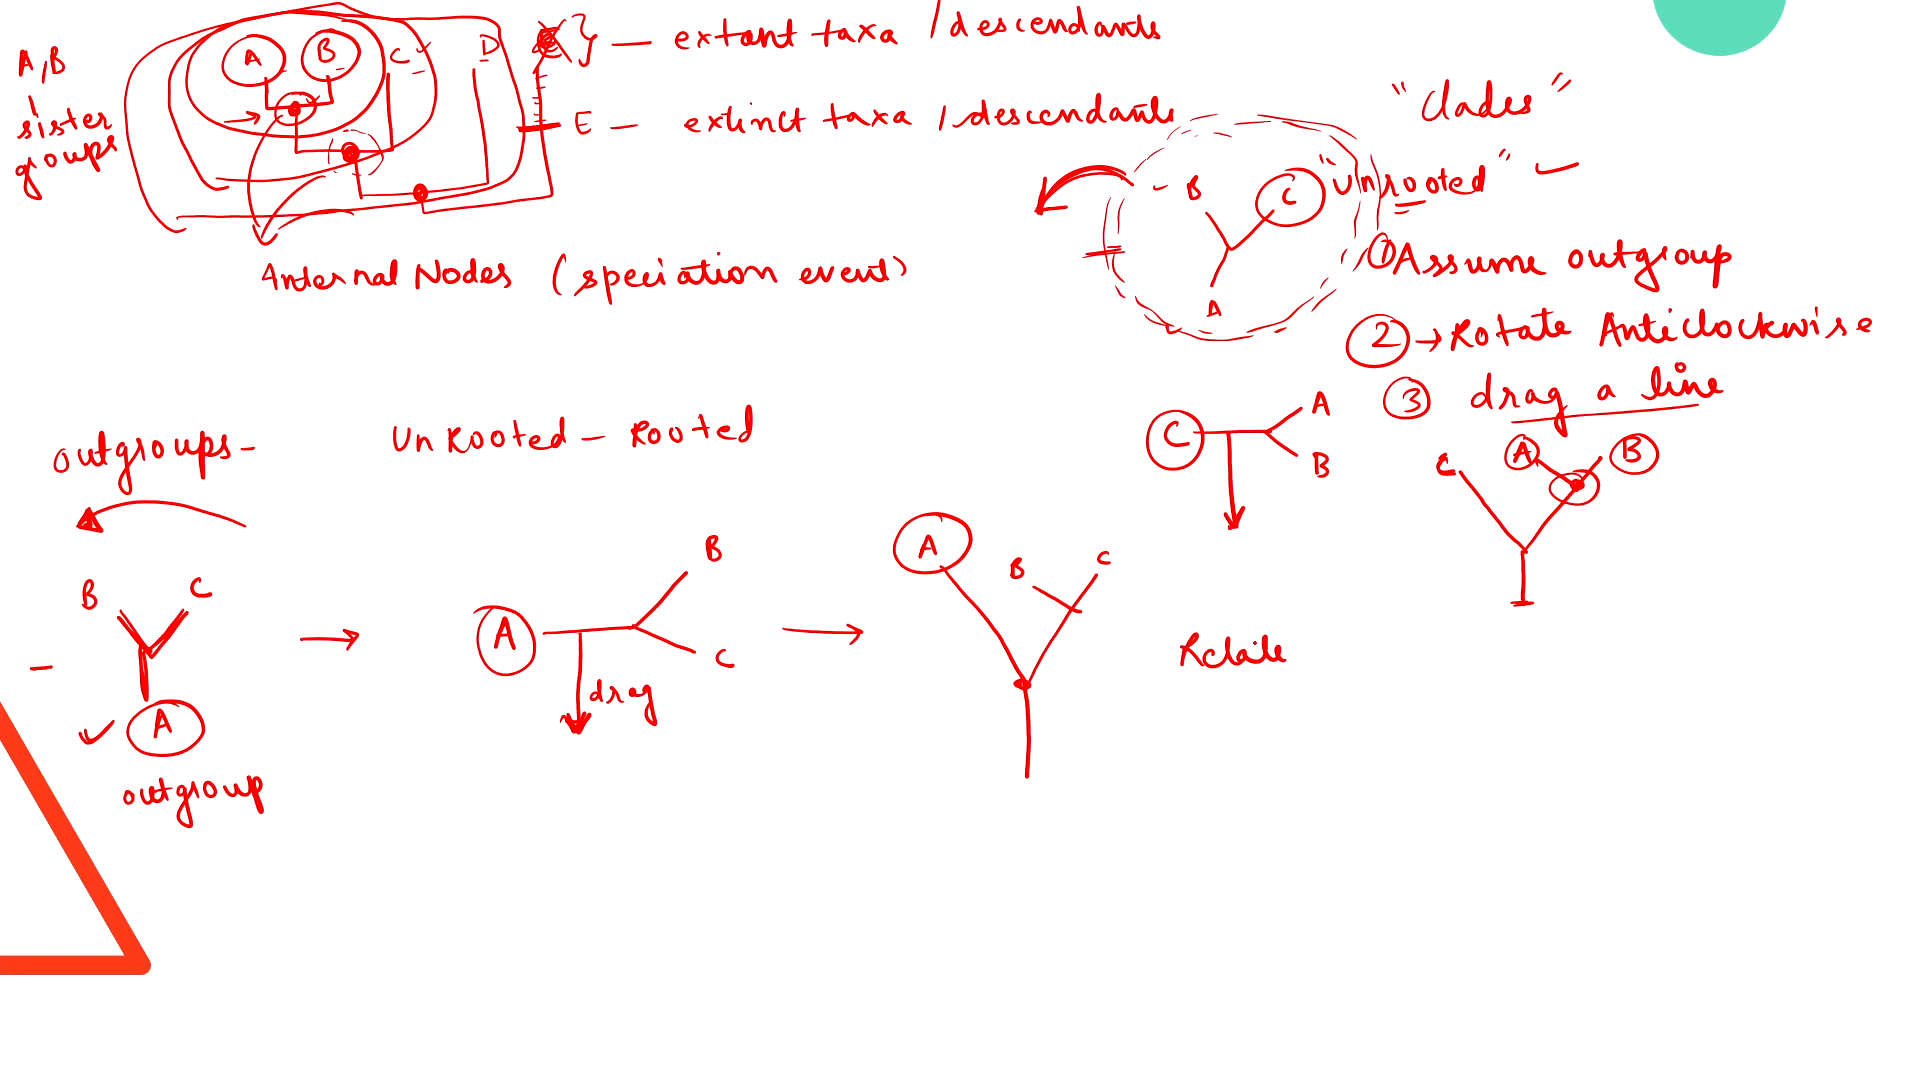 A B C D } — extant taxa / descendants
A, B
sister
groups
E — extinct taxa / descendants
"Clades"
"Unrooted"
B C
A
Internal Nodes (speciation event)
① Assume outgroup
② → Rotate Anticlockwise
③ drag a line
outgroups -
UnRooted - Rooted
C A
B
C A B
B C
A
outgroup
A B
C
drag
A B C